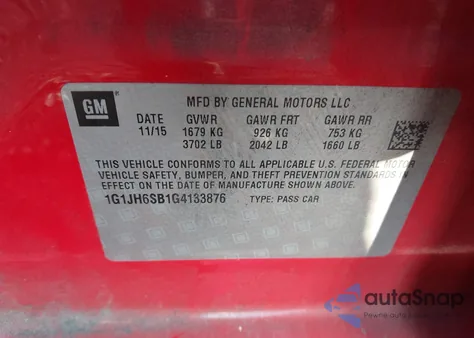 GM
MFD BY GENERAL MOTORS LLC
DATE GVWR GAWR FRT GAWR RR
11/15 1679 KG 926 KG 753 KG
3702 LB 2042 LB 1660 LB
THIS VEHICLE CONFORMS TO ALL APPLICABLE U.S. FEDERAL MOTOR
VEHICLE SAFETY, BUMPER, AND THEFT PREVENTION STANDARDS
IN EFFECT ON THE DATE OF MANUFACTURE SHOWN ABOVE.
1G1JH6SB1G4133876 TYPE: PASS CAR
autoSnap